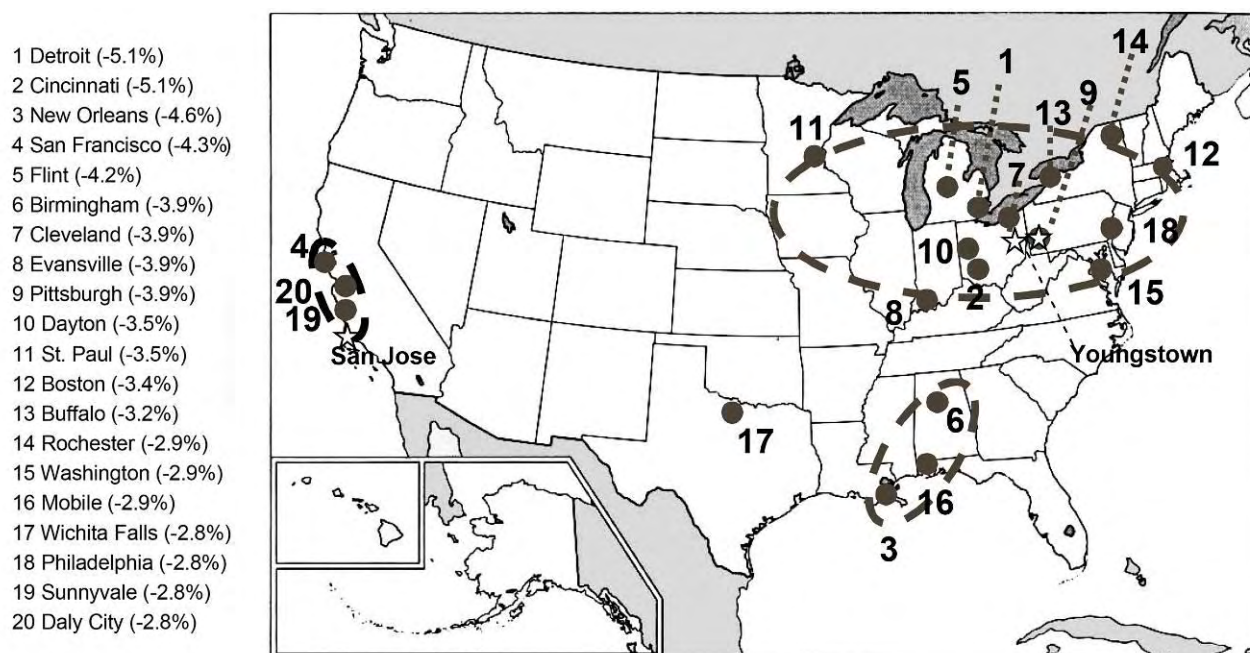 1 Detroit (-5.1%)
2 Cincinnati (-5.1%)
3 New Orleans (-4.6%)
4 San Francisco (-4.3%)
5 Flint (-4.2%)
6 Birmingham (-3.9%)
7 Cleveland (-3.9%)
8 Evansville (-3.9%)
9 Pittsburgh (-3.9%)
10 Dayton (-3.5%)
11 St. Paul (-3.5%)
12 Boston (-3.4%)
13 Buffalo (-3.2%)
14 Rochester (-2.9%)
15 Washington (-2.9%)
16 Mobile (-2.9%)
17 Wichita Falls (-2.8%)
18 Philadelphia (-2.8%)
19 Sunnyvale (-2.8%)
20 Daly City (-2.8%)
14
1
5
9
13
11
12
7
18
4
10
20
2
15
19
8
San Jose
Youngstown
6
17
16
3